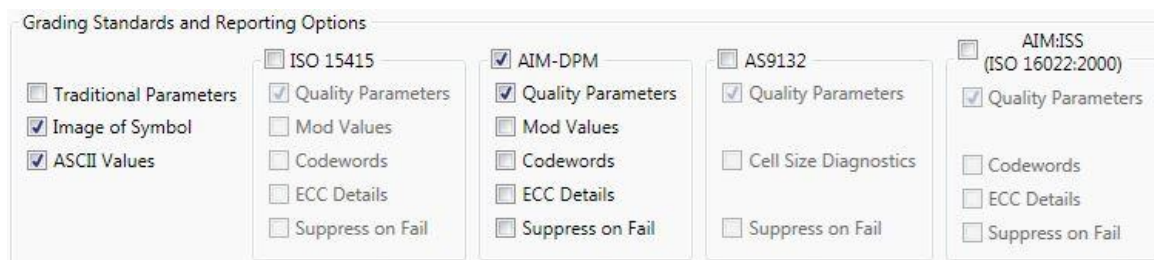 Grading Standards and Reporting Options
Traditional Parameters
Image of Symbol
ASCII Values
ISO 15415
Quality Parameters
Mod Values
Codewords
ECC Details
Suppress on Fail
AIM-DPM
Quality Parameters
Mod Values
Codewords
ECC Details
Suppress on Fail
AS9132
Quality Parameters
Cell Size Diagnostics
Suppress on Fail
AIM:ISS
(ISO 16022:2000)
Quality Parameters
Codewords
ECC Details
Suppress on Fail